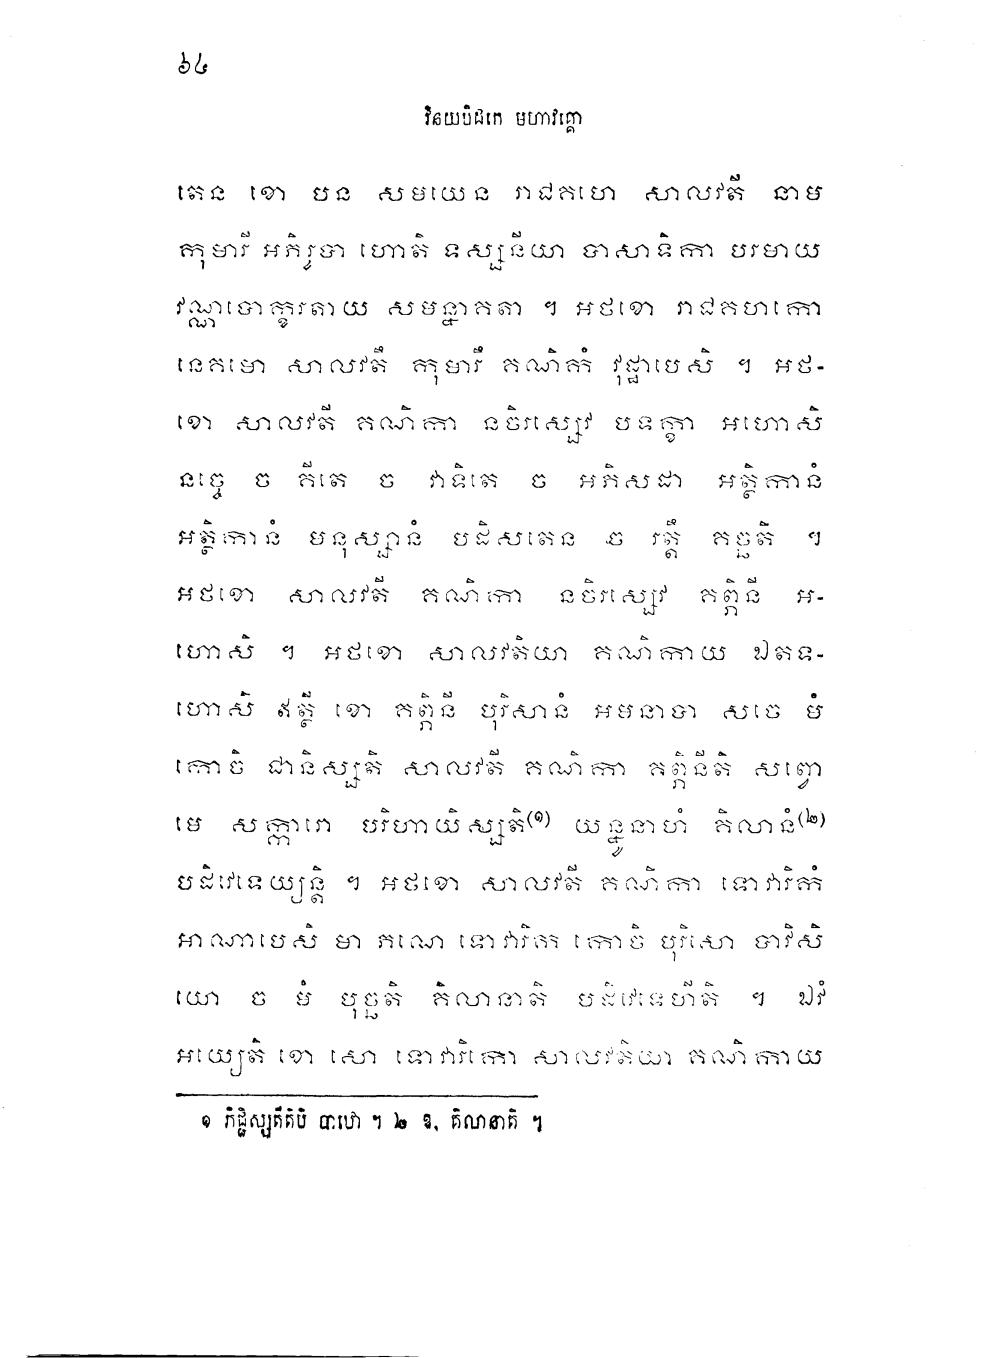 ៦៤
វិនយបិដកេ មហាវគ្គោ
តេន ខោ បន សមយេន រាជគហេ សាលវតី នាម
កុមារី អភិរូបា ហោតិ ទស្សនីយា បាសាទិកា បរមាយ
វណ្ណបោក្ខរតាយ សមន្នាគតា ។ អថខោ រាជគហកោ
នេគមោ សាលវតឹ កុមារឹ គណិកំ វុដ្ឋាបេសិ ។ អថ-
ខោ សាលវតី គណិកា នចិរស្សេវ បទក្ខា អហោសិ
នច្ចេ ច គីតេ ច វាទិតេ ច អភិសដា អត្ថិកានំ
អត្ថិកានំ មនុស្សានំ បដិសតេន ច រត្តឹ គច្ឆតិ ។
អថខោ សាលវតី គណិកា នចិរស្សេវ គព្ភិនី អ-
ហោសិ ។ អថខោ សាលវតិយា គណិកាយ ឯតទ-
ហោសិ ឥត្ថី ខោ គព្ភិនី បុរិសានំ អមនាបា សចេ មំ
កោចិ ជានិស្សតិ សាលវតី គណិកា គព្ភិនីតិ សព្វោ
មេ សក្ការោ បរិហាយិស្សតិ(១) យន្នូនាហំ គិលានំ(២)
បដិវេទេយ្យន្តិ ។ អថខោ សាលវតី គណិកា ទោវារិកំ
អាណាបេសិ មា ភណេ ទោវារិក កោចិ បុរិសោ បាវិសិ
យោ ច មំ បុច្ឆតិ គិលានាតិ បដិវេទេហីតិ ។ ឯវំ
អយ្យេតិ ខោ សោ ទោវារិកោ សាលវតិយា គណិកាយ
១ ភិជ្ជិស្សតីតិបិ បាឋោ ។ ២ ឱ. គិលានាតិ ។